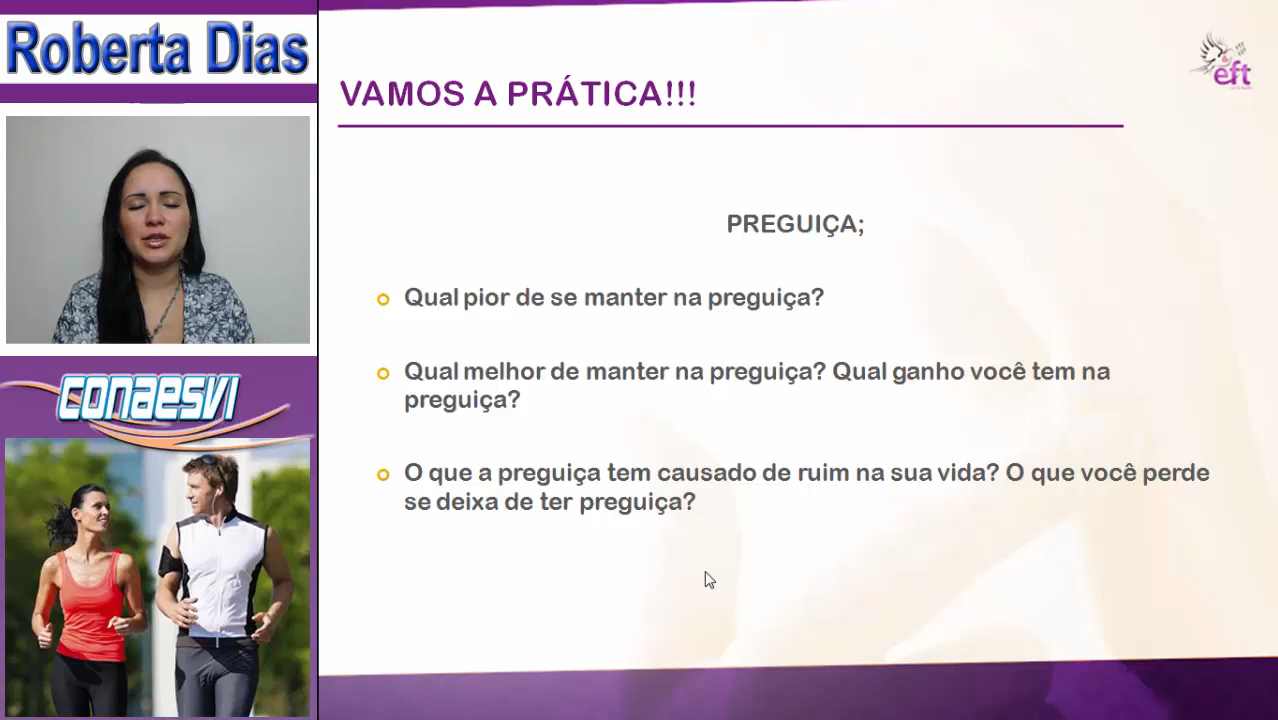 Roberta Dias
VAMOS A PRÁTICA!!!
eft
PREGUIÇA;
Qual pior de se manter na preguiça?
Qual melhor de manter na preguiça? Qual ganho você tem na
preguiça?
O que a preguiça tem causado de ruim na sua vida? O que você perde
se deixa de ter preguiça?
CONAESVI